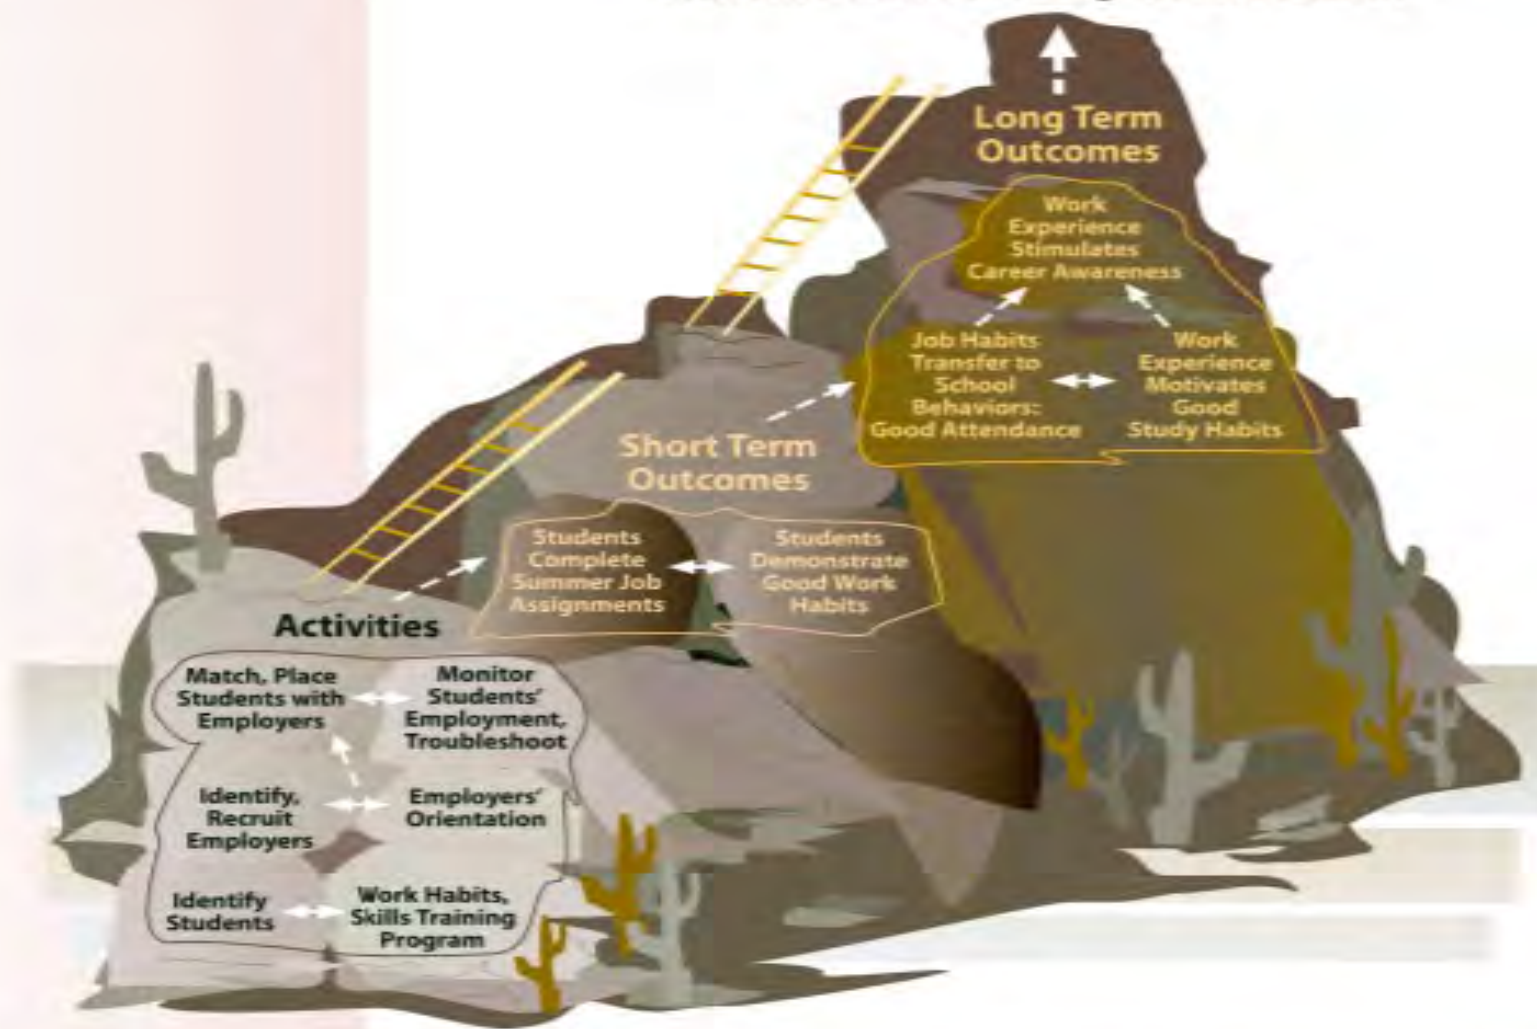 Long Term
Outcomes
Work
Experience
Stimulates
Career Awareness
Job Habits
Transfer to
School
Behaviors:
Good Attendance
Work
Experience
Motivates
Good
Study Habits
Short Term
Outcomes
Students
Complete
Summer Job
Assignments
Students
Demonstrate
Good Work
Habits
Activities
Match, Place
Students with
Employers
Monitor
Students'
Employment,
Troubleshoot
Identify,
Recruit
Employers
Employers'
Orientation
Identify
Students
Work Habits,
Skills Training
Program